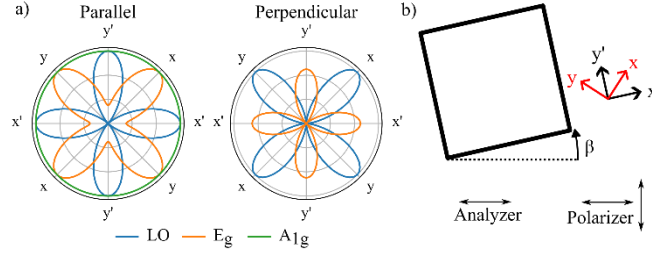 a)
Parallel
Perpendicular
b)
y'
y
x
x'
x'
x
y
y'
y'
y
x
x'
x'
x
y
y'
LO
Eg
A1g
y'
x
y
x'
β
Analyzer
Polarizer